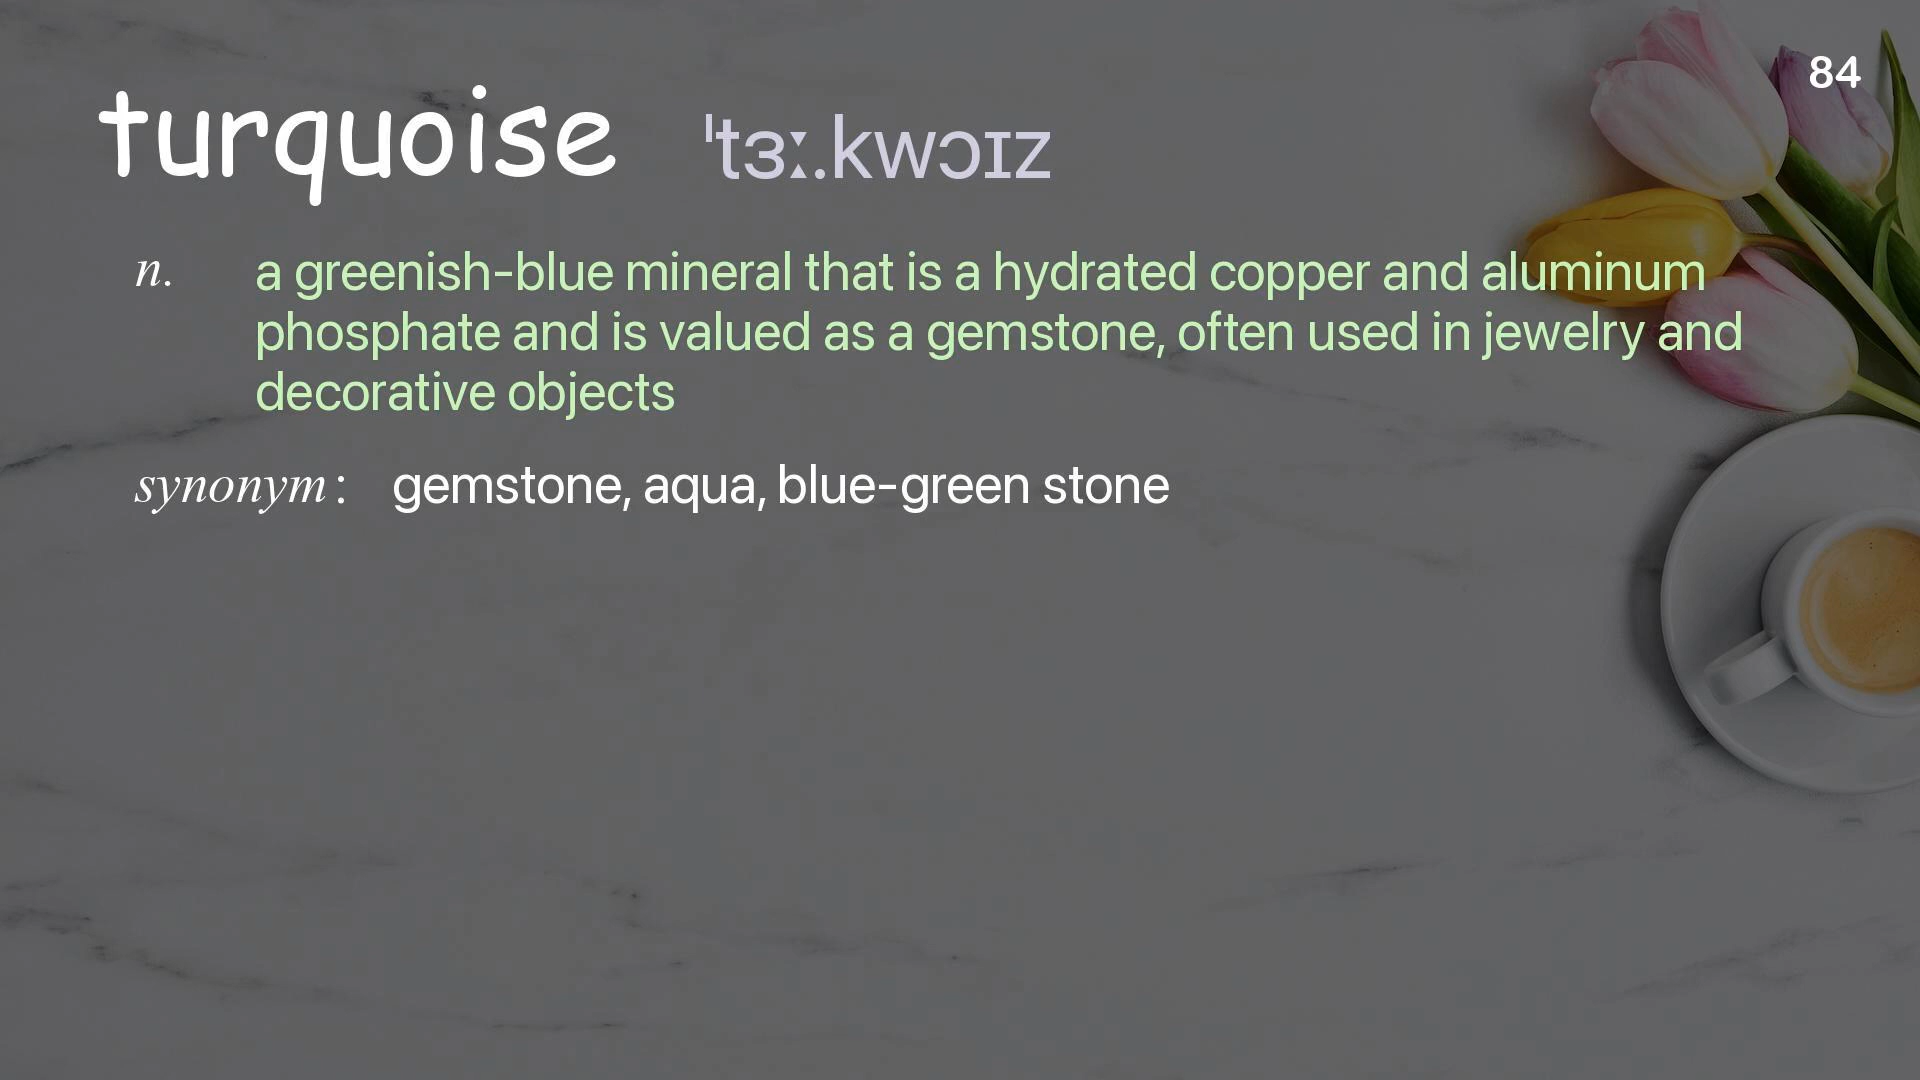 84
turquoise ˈtɜː.kwɔɪz
n. a greenish-blue mineral that is a hydrated copper and aluminum
phosphate and is valued as a gemstone, often used in jewelry and
decorative objects
synonym : gemstone, aqua, blue-green stone